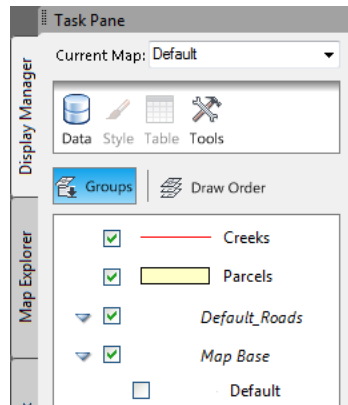 Task Pane
Current Map: Default
Display Manager
Data Style Table Tools
Groups Draw Order
Map Explorer
Creeks
Parcels
Default_Roads
Map Base
Default